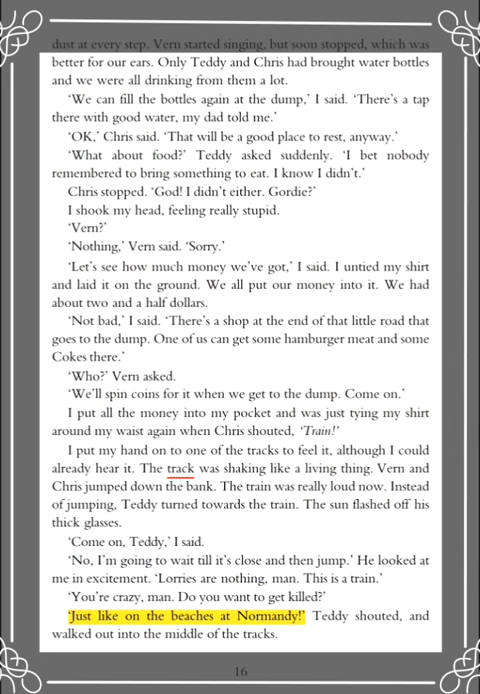 dust at every step. Vern started singing, but soon stopped, which was
better for our ears. Only Teddy and Chris had brought water bottles
and we were all drinking from them a lot.
‘We can fill the bottles again at the dump,’ I said. ‘There’s a tap
there with good water, my dad told me.’
‘OK,’ Chris said. ‘That will be a good place to rest, anyway.’
‘What about food?’ Teddy asked suddenly. ‘I bet nobody
remembered to bring something to eat. I know I didn’t.’
Chris stopped. ‘God! I didn’t either. Gordie?’
I shook my head, feeling really stupid.
‘Vern?’
‘Nothing,’ Vern said. ‘Sorry.’
‘Let’s see how much money we’ve got,’ I said. I untied my shirt
and laid it on the ground. We all put our money into it. We had
about two and a half dollars.
‘Not bad,’ I said. ‘There’s a shop at the end of that little road that
goes to the dump. One of us can get some hamburger meat and some
Cokes there.’
‘Who?’ Vern asked.
‘We’ll spin coins for it when we get to the dump. Come on.’
I put all the money into my pocket and was just tying my shirt
around my waist again when Chris shouted, ‘Train!’
I put my hand on to one of the tracks to feel it, although I could
already hear it. The track was shaking like a living thing. Vern and
Chris jumped down the bank. The train was really loud now. Instead
of jumping, Teddy turned towards the train. The sun flashed off his
thick glasses.
‘Come on, Teddy,’ I said.
‘No, I’m going to wait till it’s close and then jump.’ He looked at
me in excitement. ‘Lorries are nothing, man. This is a train.’
‘You’re crazy, man. Do you want to get killed?’
‘Just like on the beaches at Normandy!’ Teddy shouted, and
walked out into the middle of the tracks.
16